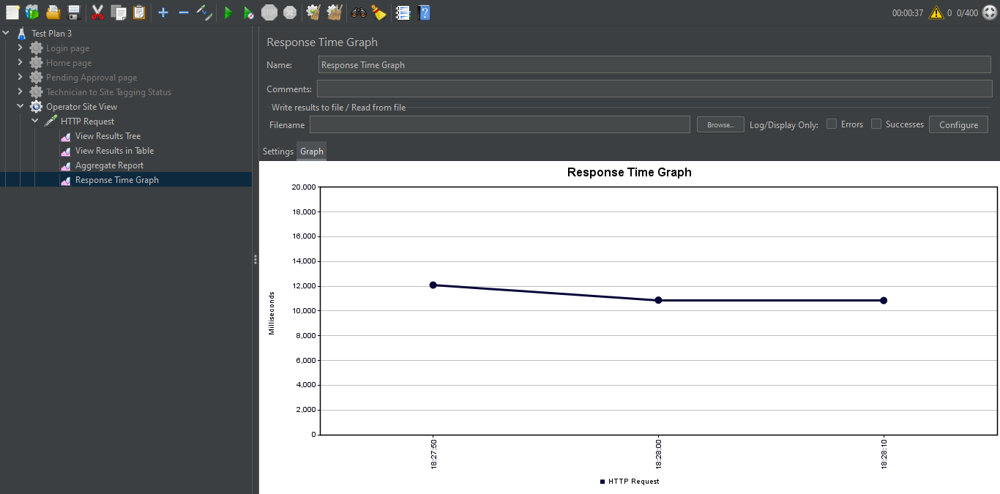 00:00:37 0 0/400
Test Plan 3
Login page
Home page
Pending Approval page
Technician to Site Tagging Status
Operator Site View
HTTP Request
View Results Tree
View Results in Table
Aggregate Report
Response Time Graph
Response Time Graph
Name: Response Time Graph
Comments:
Write results to file / Read from file
Filename Browse... Log/Display Only: Errors Successes Configure
Settings Graph
Response Time Graph
20,000
18,000
16,000
14,000
12,000
10,000
8,000
6,000
4,000
2,000
0
Milliseconds
18:27:50 18:28:00 18:28:10
HTTP Request